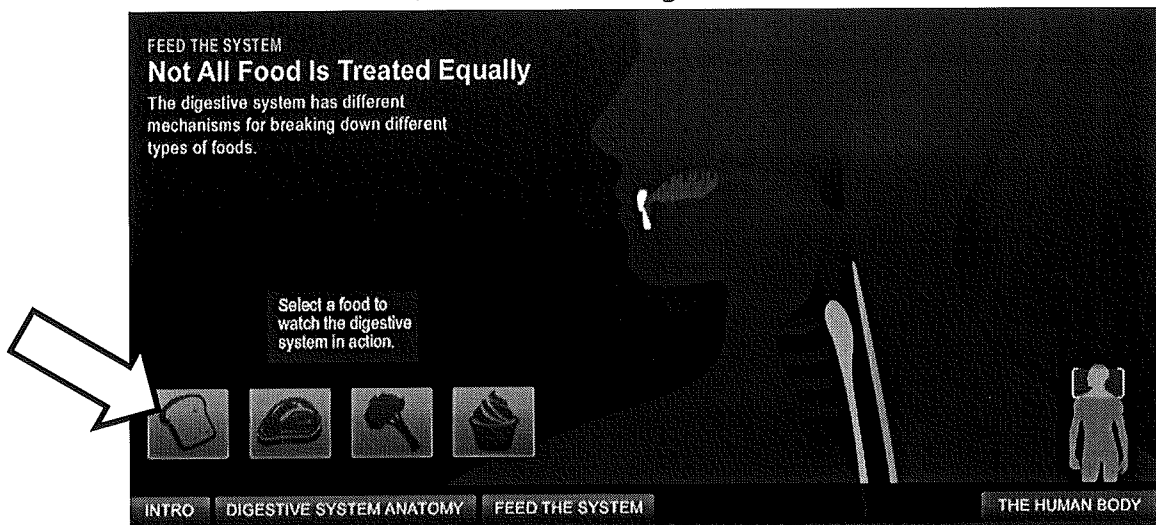 FEED THE SYSTEM
Not All Food Is Treated Equally
The digestive system has different
mechanisms for breaking down different
types of foods.
Select a food to
watch the digestive
system in action.
INTRO
DIGESTIVE SYSTEM ANATOMY
FEED THE SYSTEM
THE HUMAN BODY